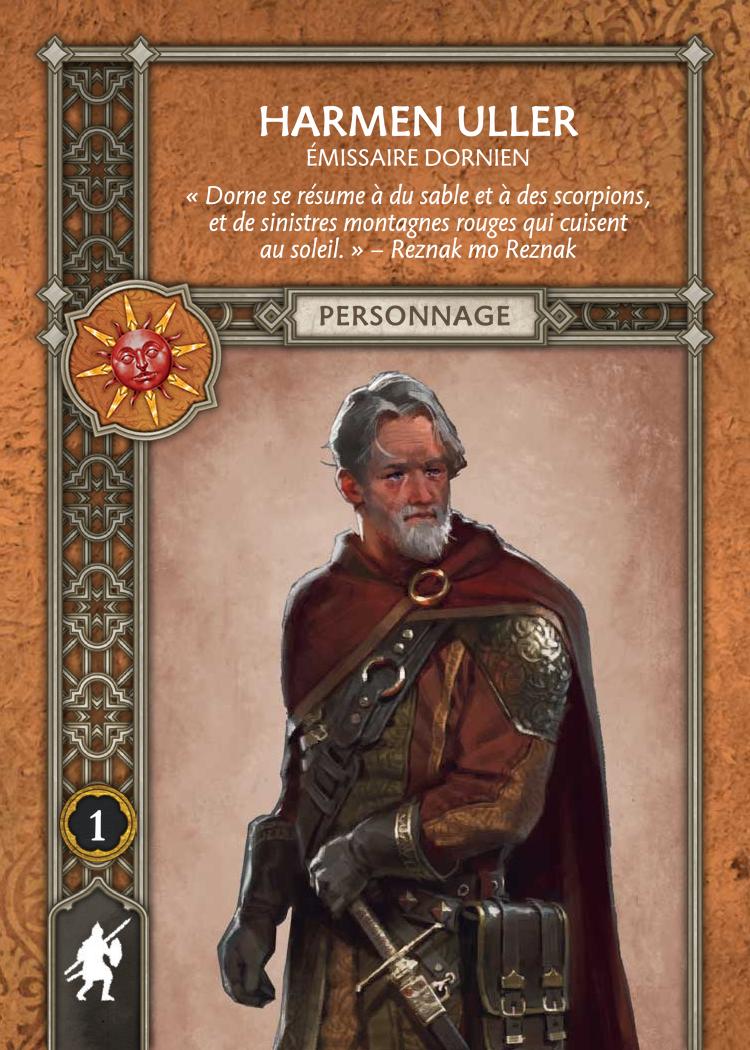 HARMEN ULLER
ÉMISSAIRE DORNIEN
« Dorne se résume à du sable et à des scorpions,
et de sinistres montagnes rouges qui cuisent
au soleil. » – Reznak mo Reznak
PERSONNAGE
1